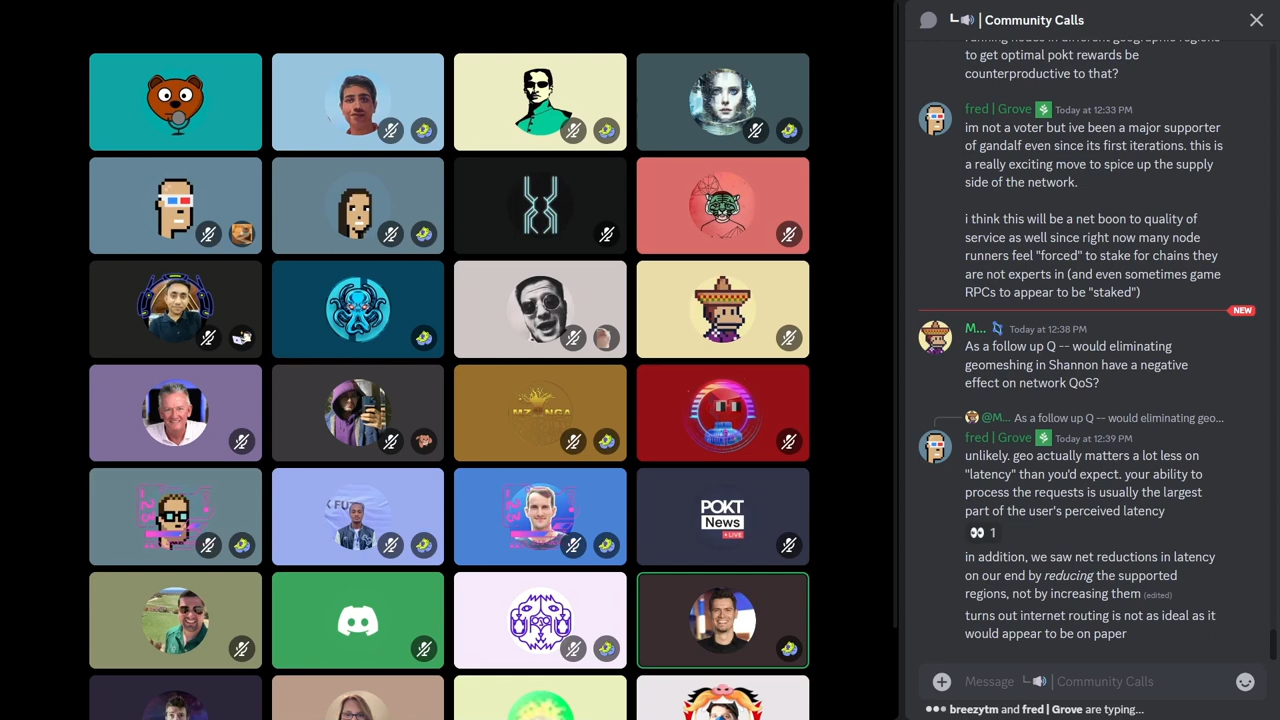 └🔊 | Community Calls
running nodes in different geographic regions
to get optimal pokt rewards be
counterproductive to that?
fred | Grove Today at 12:33 PM
im not a voter but ive been a major supporter
of gandalf even since its first iterations. this is
a really exciting move to spice up the supply
side of the network.
i think this will be a net boon to quality of
service as well since right now many node
runners feel "forced" to stake for chains they
are not experts in (and even sometimes game
RPCs to appear to be "staked")
NEW
M... Today at 12:38 PM
As a follow up Q -- would eliminating
geomeshing in Shannon have a negative
effect on network QoS?
@M... As a follow up Q -- would eliminating geo...
fred | Grove Today at 12:39 PM
unlikely. geo actually matters a lot less on
"latency" than you'd expect. your ability to
process the requests is usually the largest
part of the user's perceived latency
👀 1
in addition, we saw net reductions in latency
on our end by reducing the supported
regions, not by increasing them (edited)
turns out internet routing is not as ideal as it
would appear to be on paper
Message └🔊 | Community Calls
breezytm and fred | Grove are typing...
MZONGA
K FU
POKT
News
LIVE